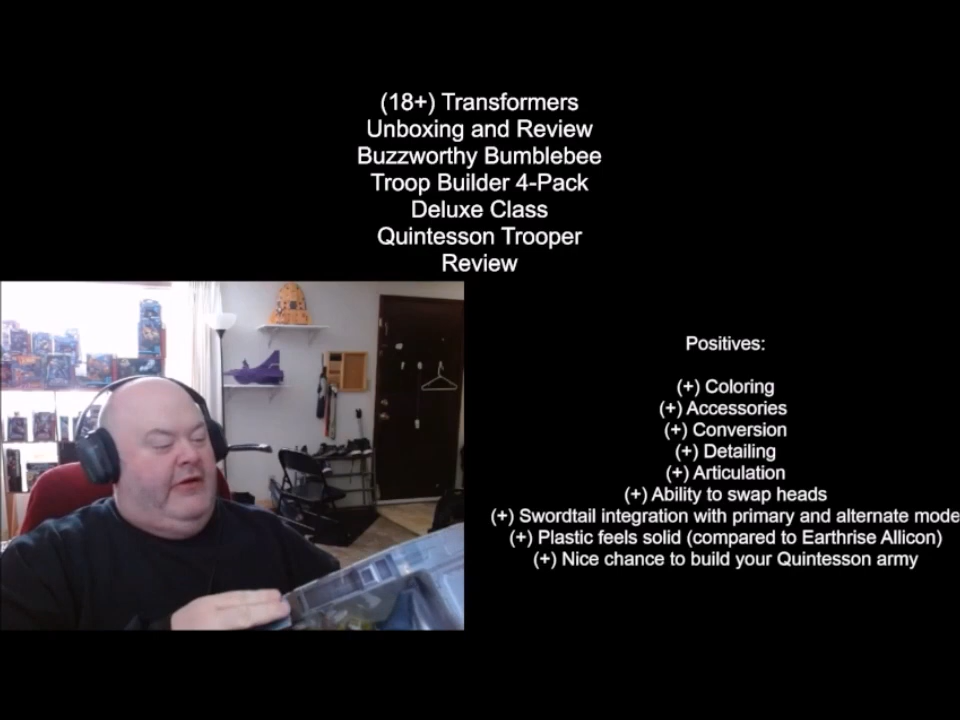 (18+) Transformers
Unboxing and Review
Buzzworthy Bumblebee
Troop Builder 4-Pack
Deluxe Class
Quintesson Trooper
Review
Positives:
(+) Coloring
(+) Accessories
(+) Conversion
(+) Detailing
(+) Articulation
(+) Ability to swap heads
(+) Swordtail integration with primary and alternate mode
(+) Plastic feels solid (compared to Earthrise Allicon)
(+) Nice chance to build your Quintesson army